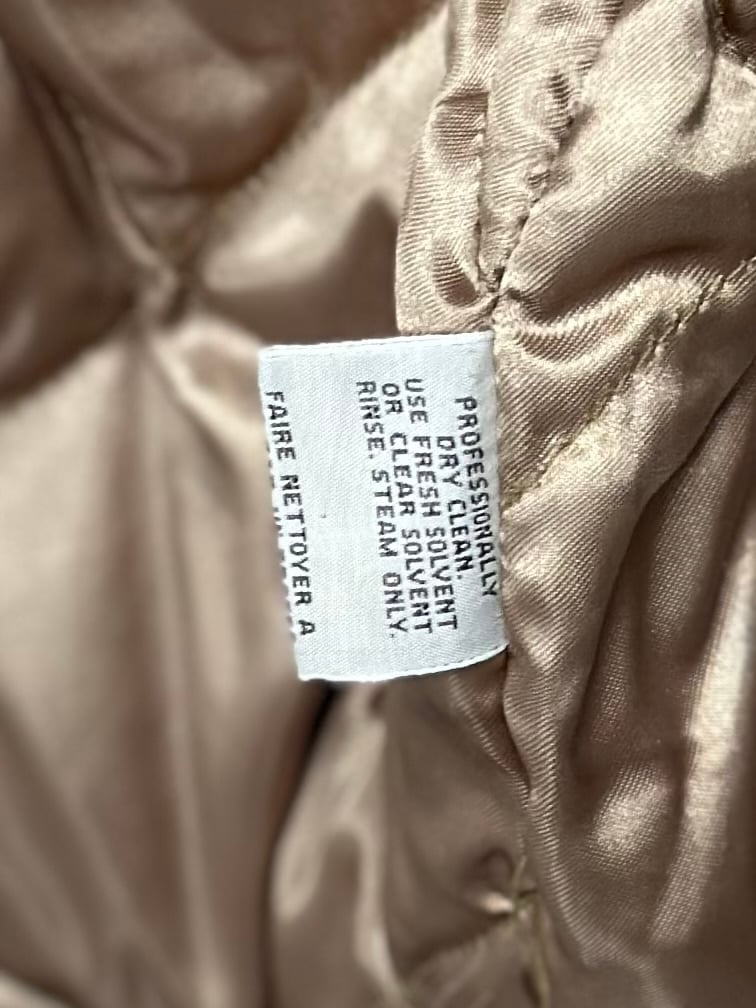 PROFESSIONALLY
DRY CLEAN.
USE FRESH SOLVENT
OR CLEAR SOLVENT
RINSE. STEAM ONLY.
FAIRE NETTOYER A